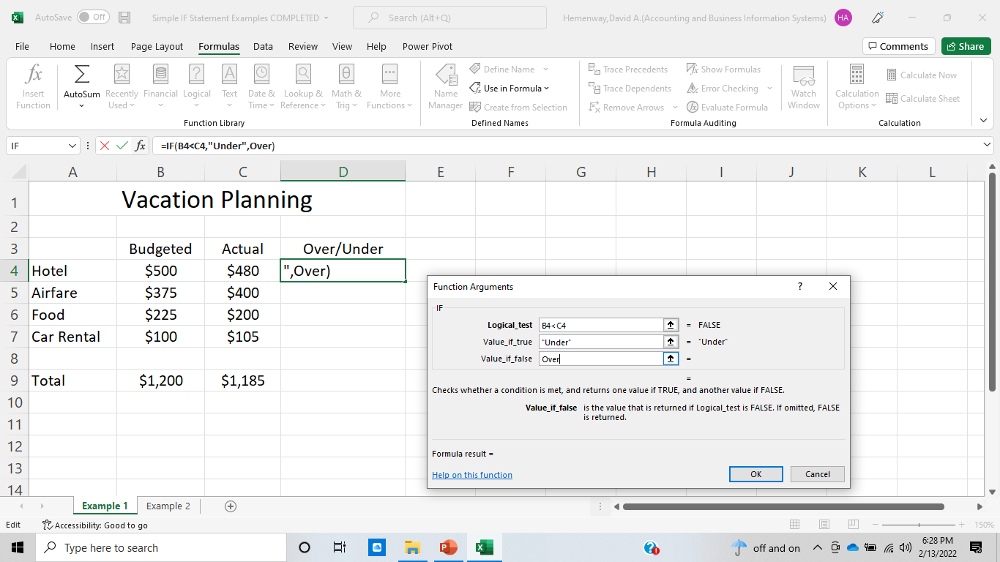 AutoSave Off Simple IF Statement Examples COMPLETED Search (Alt+Q) Hemenway,David A.(Accounting and Business Information Systems) HA
File Home Insert Page Layout Formulas Data Review View Help Power Pivot Comments Share
Insert Function AutoSum Recently Used Financial Logical Text Date & Time Lookup & Reference Math & Trig More Functions
Function Library
Name Manager Define Name Use in Formula Create from Selection
Defined Names
Trace Precedents Trace Dependents Remove Arrows Show Formulas Error Checking Evaluate Formula Watch Window
Formula Auditing
Calculation Options Calculate Now Calculate Sheet
Calculation
IF fx =IF(B4<C4,"Under",Over)
A B C D E F G H I J K L
1 Vacation Planning
2
3 Budgeted Actual Over/Under
4 Hotel $500 $480 ",Over)
5 Airfare $375 $400
6 Food $225 $200
7 Car Rental $100 $105
8
9 Total $1,200 $1,185
10
11
12
13
14
Function Arguments ?
IF
Logical_test B4<C4 = FALSE
Value_if_true "Under" = "Under"
Value_if_false Over =
=
Checks whether a condition is met, and returns one value if TRUE, and another value if FALSE.
Value_if_false is the value that is returned if Logical_test is FALSE. If omitted, FALSE
is returned.
Formula result =
Help on this function OK Cancel
Example 1 Example 2
Edit Accessibility: Good to go 150%
Type here to search off and on 6:28 PM
2/13/2022